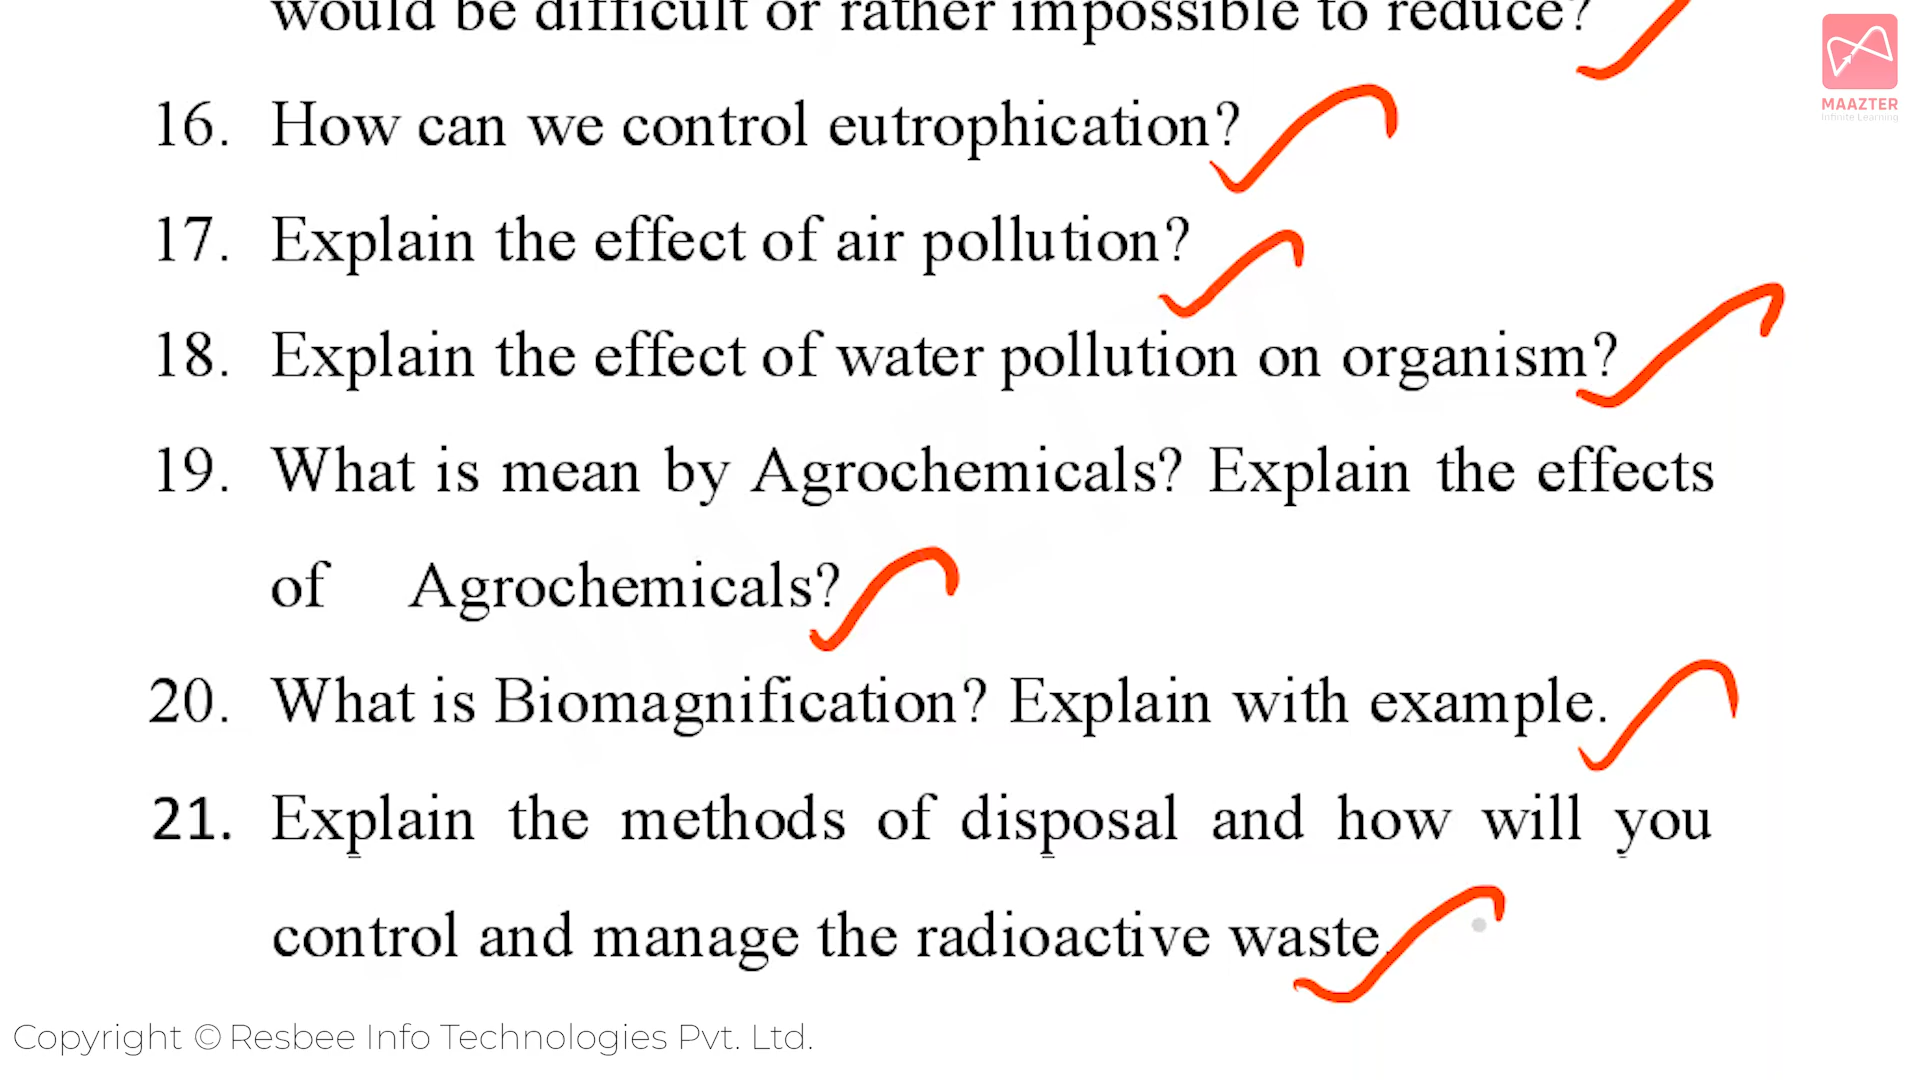 would be difficult or rather impossible to reduce?
MAAZTER
Infinite Learning
16. How can we control eutrophication?
17. Explain the effect of air pollution?
18. Explain the effect of water pollution on organism?
19. What is mean by Agrochemicals? Explain the effects
of Agrochemicals?
20. What is Biomagnification? Explain with example.
21. Explain the methods of disposal and how will you
control and manage the radioactive waste.
Copyright © Resbee Info Technologies Pvt. Ltd.